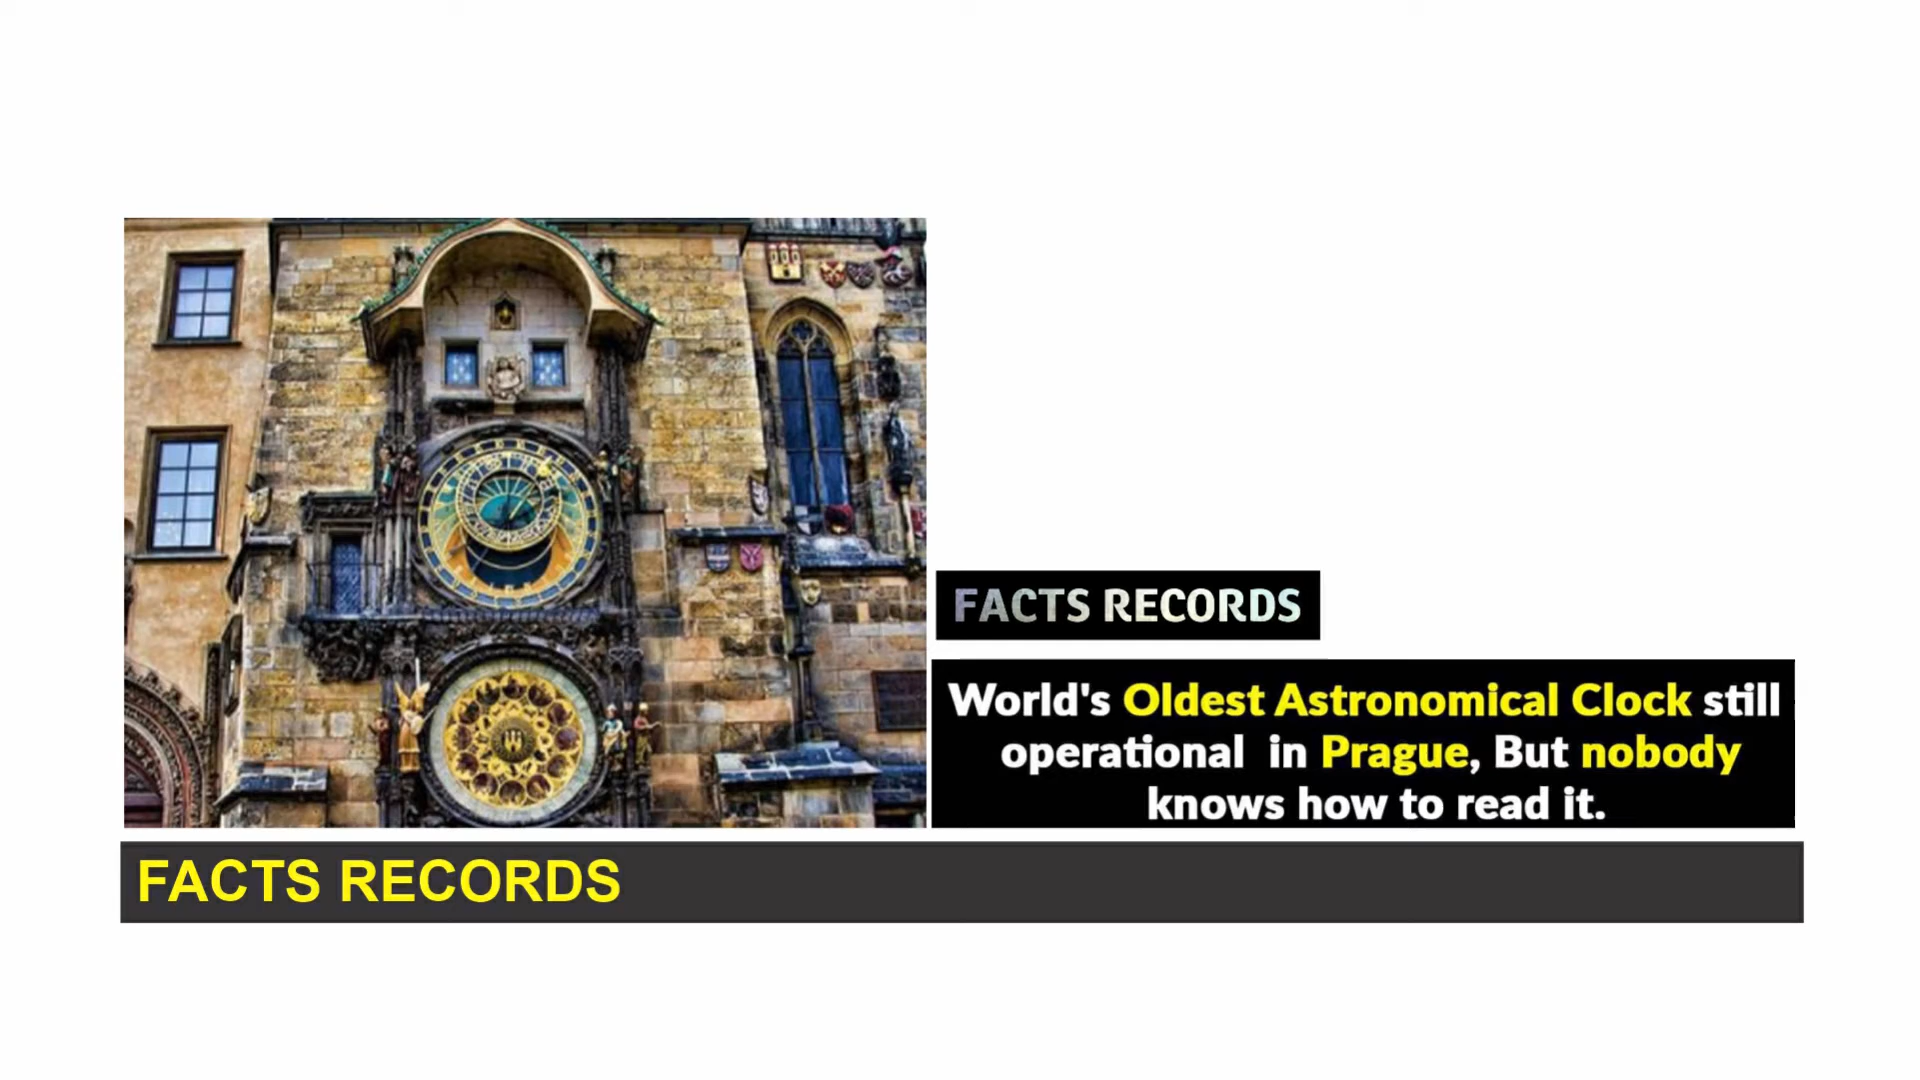 FACTS RECORDS
World's Oldest Astronomical Clock still
operational in Prague, But nobody
knows how to read it.
FACTS RECORDS